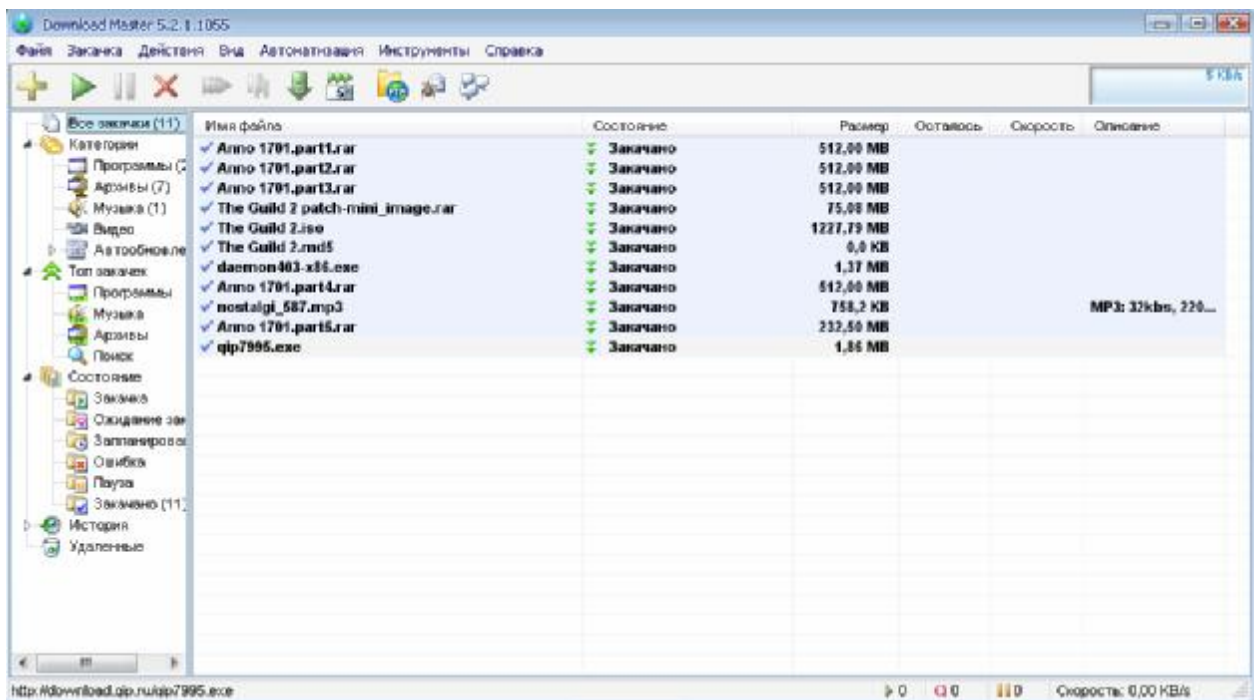 Download Master 5.2.1.1055
Файл Закачка Действия Вид Автоматизация Инструменты Справка
5 KB/s
Все закачки (11)
Категории
Программы (2
Архивы (7)
Музыка (1)
Видео
Автообновле
Топ закачек
Программы
Музыка
Архивы
Поиск
Состояние
Закачка
Ожидание зак
Запланирован
Ошибка
Пауза
Закачано (11)
История
Удаленные
Имя файла Состояние Размер Осталось Скорость Описание
Anno 1701.part1.rar Закачано 512,00 MB
Anno 1701.part2.rar Закачано 512,00 MB
Anno 1701.part3.rar Закачано 512,00 MB
The Guild 2 patch-mini_image.rar Закачано 75,08 MB
The Guild 2.iso Закачано 1227,79 MB
The Guild 2.md5 Закачано 0,0 KB
daemon403-x86.exe Закачано 1,37 MB
Anno 1701.part4.rar Закачано 512,00 MB
nostalgi_587.mp3 Закачано 758,2 KB MP3: 32kbs, 220...
Anno 1701.part5.rar Закачано 232,50 MB
qip7995.exe Закачано 1,86 MB
http://download.qip.ru/qip7995.exe 0 0 0 Скорость: 0,00 KB/s